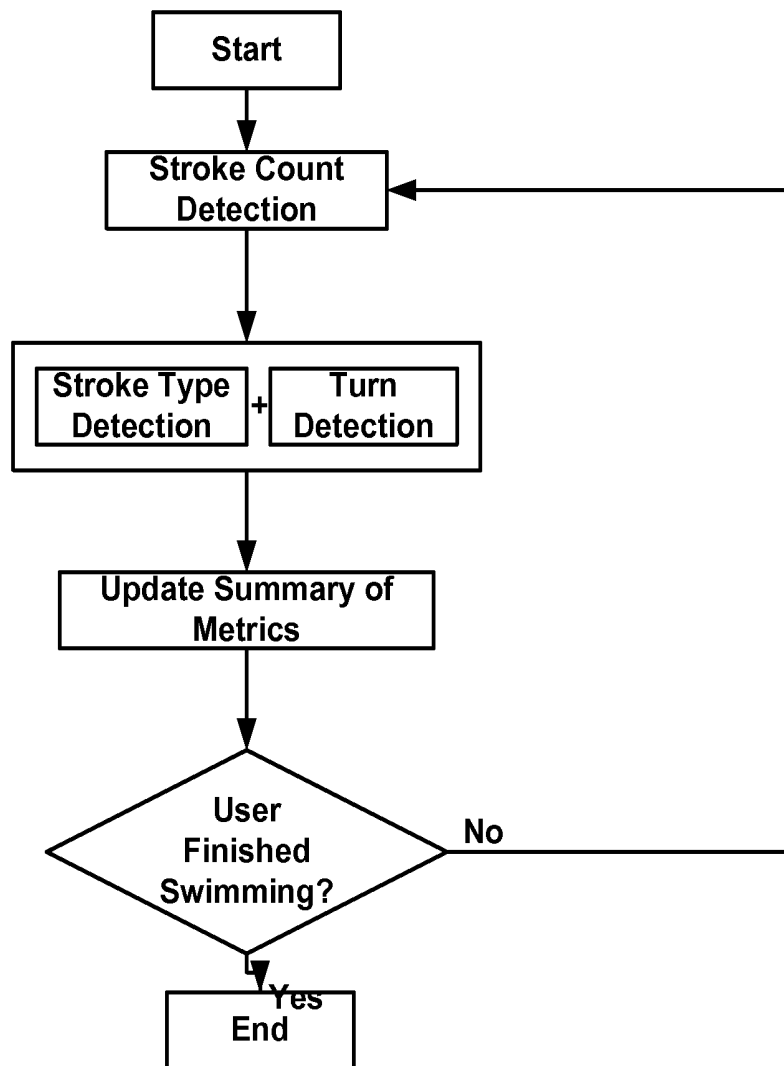 Start
Stroke Count
Detection
Stroke Type
Detection
+
Turn
Detection
Update Summary of
Metrics
User
Finished
Swimming?
No
Yes
End